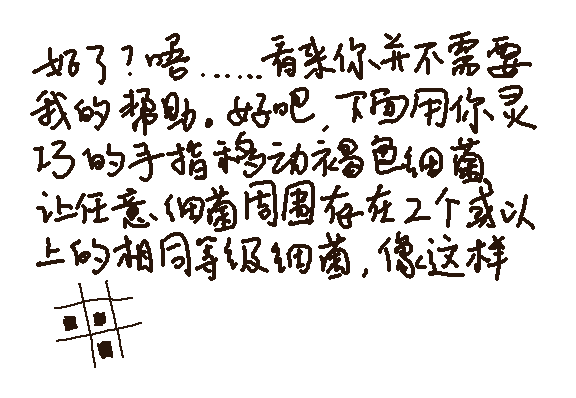 好了?唔......看来你并不需要
我的帮助。好吧,下面用你灵
巧的手指移动褐色细菌
让任意细菌周围存在2个或以
上的相同等级细菌,像这样